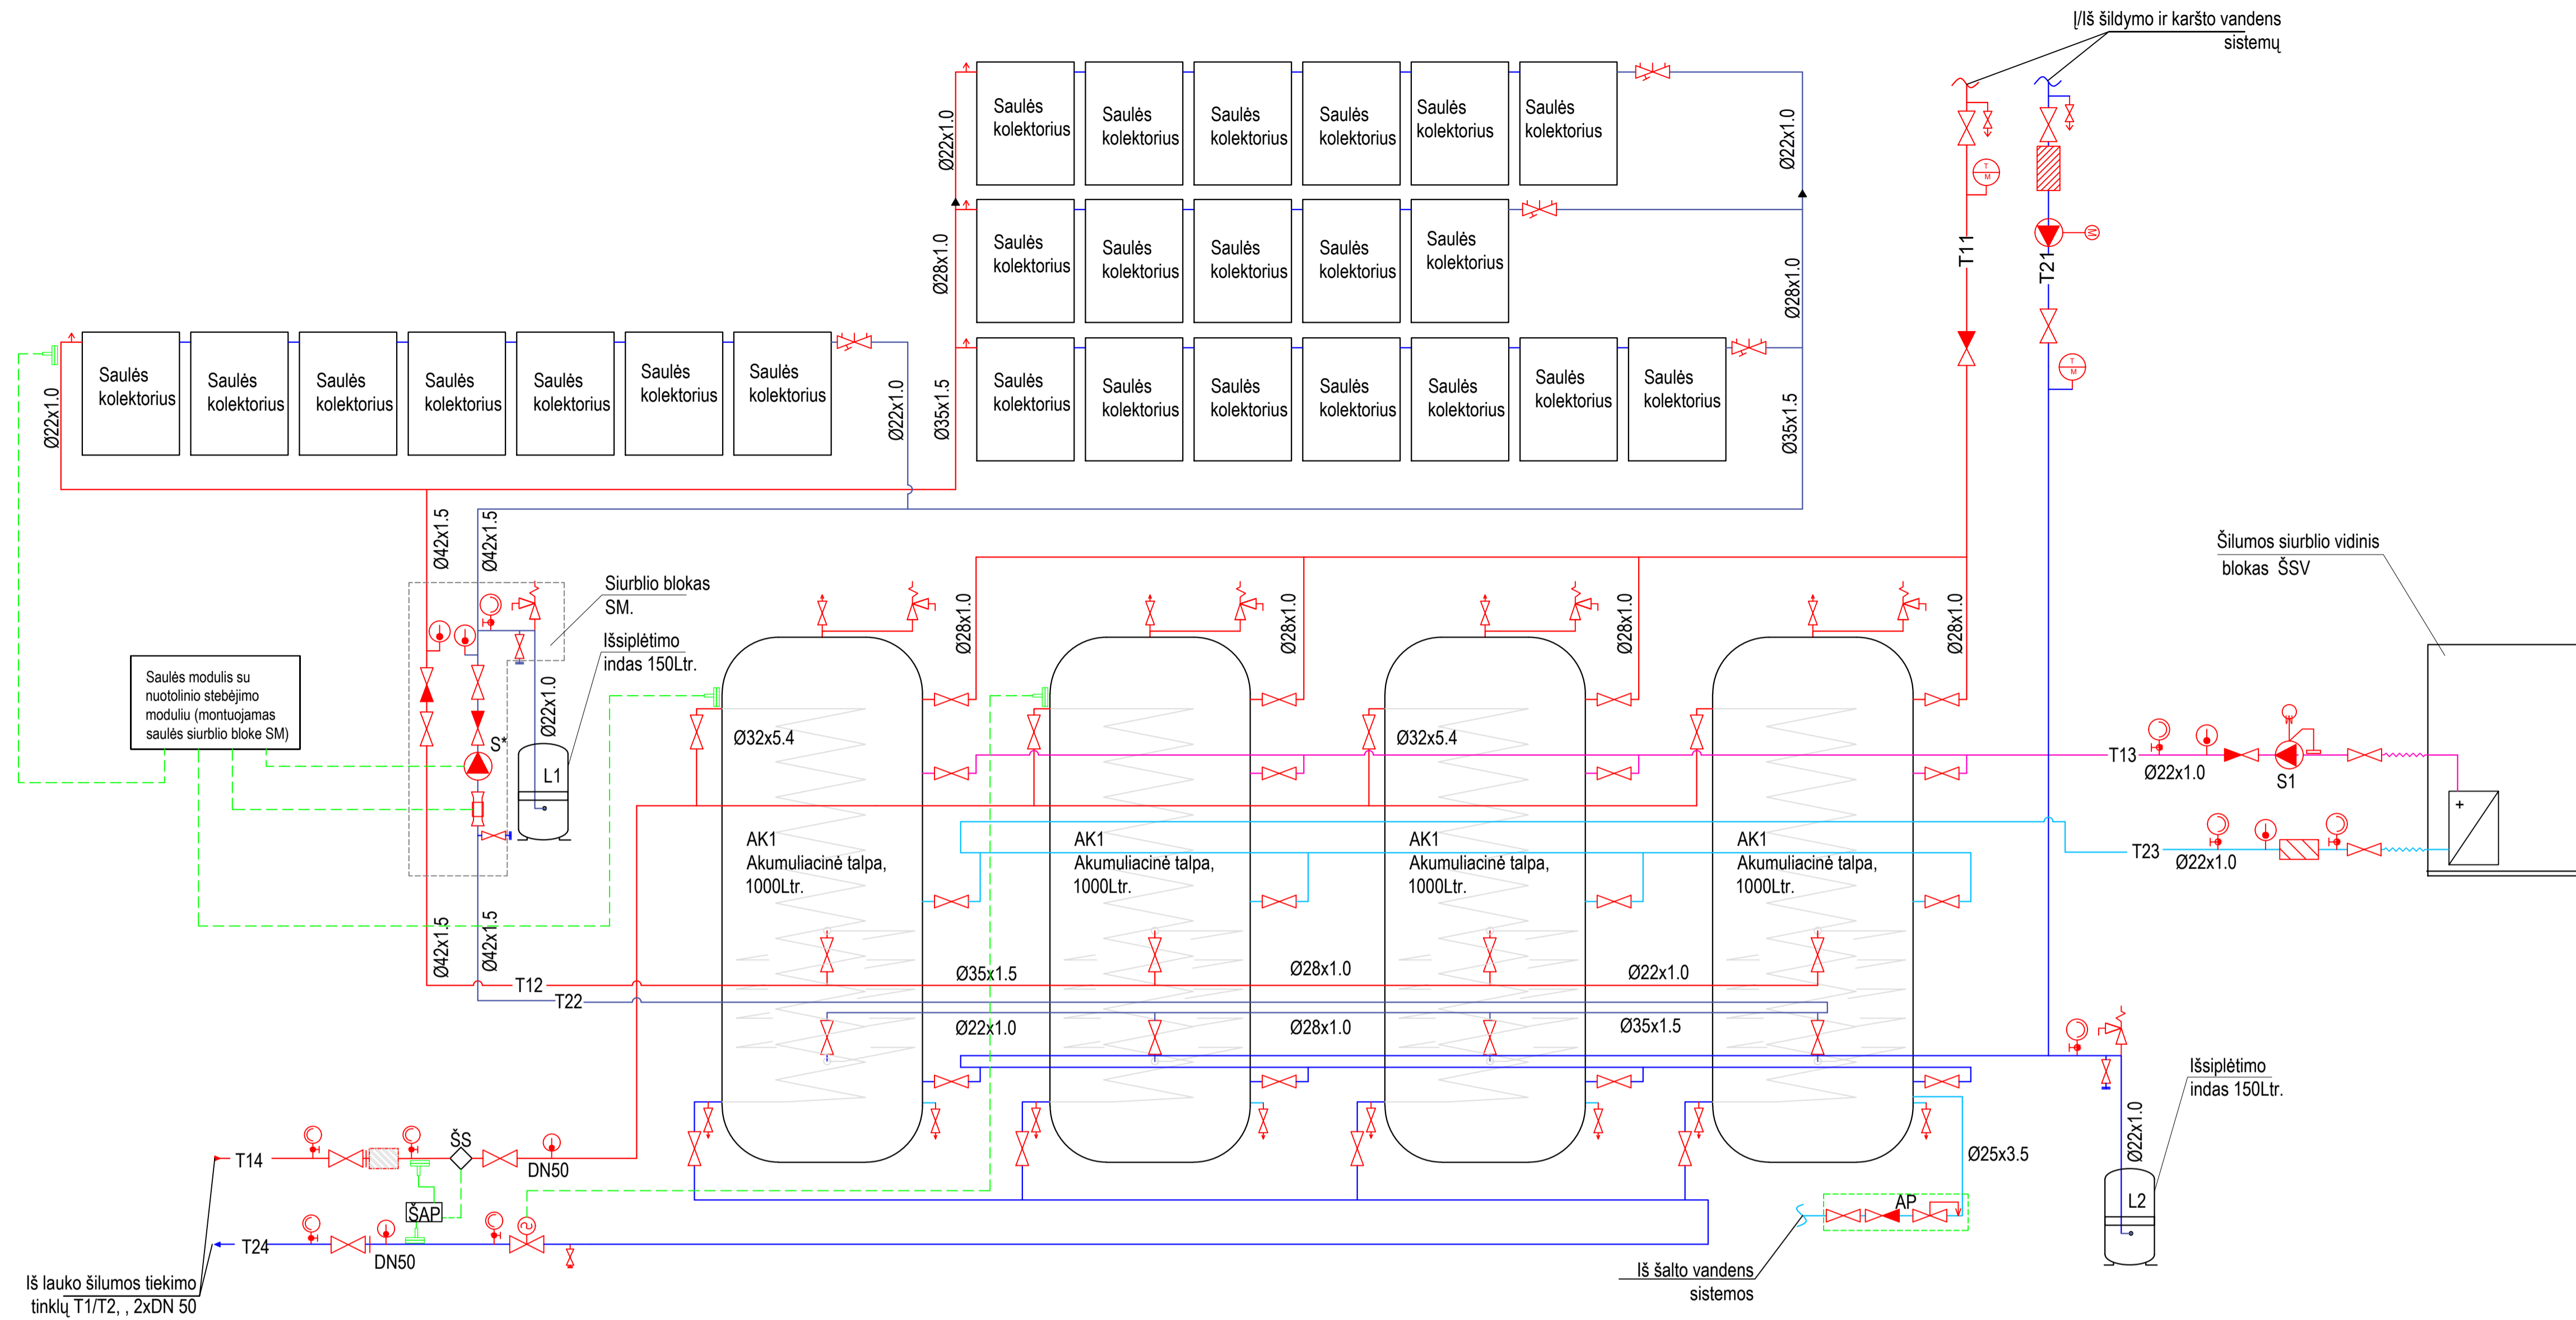 Į/Iš šildymo ir karšto vandens
sistemų
Saulės
kolektorius
Saulės
kolektorius
Saulės
kolektorius
Saulės
kolektorius
Saulės
kolektorius
Saulės
kolektorius
Ø22x1.0
Ø22x1.0
T
M
Saulės
kolektorius
Saulės
kolektorius
Saulės
kolektorius
Saulės
kolektorius
Saulės
kolektorius
Ø28x1.0
Ø28x1.0
T11
T21
M
Saulės
kolektorius
Saulės
kolektorius
Saulės
kolektorius
Saulės
kolektorius
Saulės
kolektorius
Saulės
kolektorius
Saulės
kolektorius
Ø22x1.0
Ø22x1.0
Saulės
kolektorius
Saulės
kolektorius
Saulės
kolektorius
Saulės
kolektorius
Saulės
kolektorius
Saulės
kolektorius
Saulės
kolektorius
Ø35x1.5
Ø35x1.5
T
M
Ø42x1.5
Ø42x1.5
Siurblio blokas
SM.
Išsiplėtimo
indas 150Ltr.
Ø22x1.0
Ø28x1.0
Ø28x1.0
Ø28x1.0
Ø28x1.0
Šilumos siurblio vidinis
blokas ŠSV
Saulės modulis su
nuotolinio stebėjimo
moduliu (montuojamas
saulės siurblio bloke SM)
S*
L1
Ø32x5.4
Ø32x5.4
T13
Ø22x1.0
S1
+
T23
Ø22x1.0
AK1
Akumuliacinė talpa,
1000Ltr.
AK1
Akumuliacinė talpa,
1000Ltr.
AK1
Akumuliacinė talpa,
1000Ltr.
AK1
Akumuliacinė talpa,
1000Ltr.
Ø42x1.5
Ø42x1.5
T12
T22
Ø35x1.5
Ø28x1.0
Ø22x1.0
Ø22x1.0
Ø28x1.0
Ø35x1.5
Išsiplėtimo
indas 150Ltr.
Ø22x1.0
L2
T14
ŠS
DN50
ŠAP
T24
DN50
Ø25x3.5
AP
Iš šalto vandens
sistemos
Iš lauko šilumos tiekimo
tinklų T1/T2, , 2xDN 50